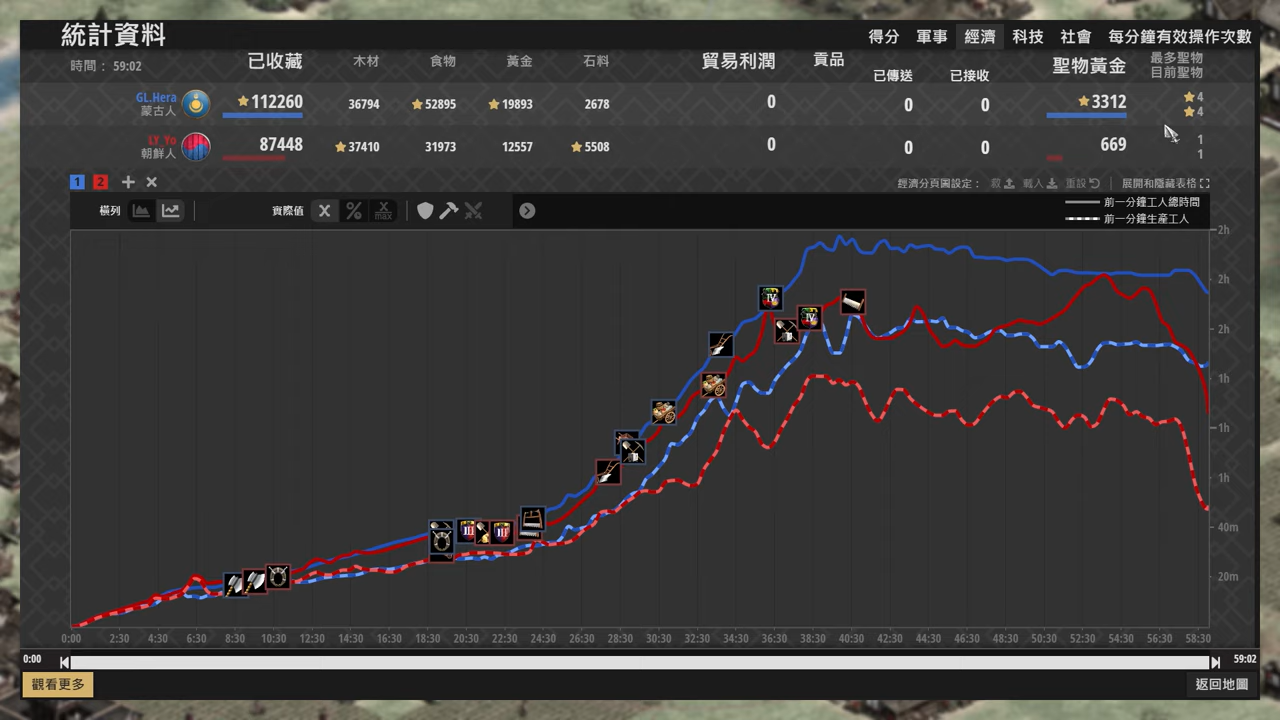 統計資料
得分 軍事 經濟 科技 社會 每分鐘有效操作次數
時間： 59:02
已收藏 木材 食物 黃金 石料 貿易利潤 貢品 已傳送 已接收 聖物黃金 最多聖物 目前聖物
GL.Hera
蒙古人
112260 36794 52895 19893 2678 0 0 0 3312 4 4
LY_Yo
朝鮮人
87448 37410 31973 12557 5508 0 0 0 669 1 1
1 2
經濟分頁圖設定： 載入 重設 展開和隱藏表格
橫列 實際值 X % X max
前一分鐘工人總時間
前一分鐘生產工人
2h
2h
2h
1h
1h
1h
40m
20m
0:00 2:30 4:30 6:30 8:30 10:30 12:30 14:30 16:30 18:30 20:30 22:30 24:30 26:30 28:30 30:30 32:30 34:30 36:30 38:30 40:30 42:30 44:30 46:30 48:30 50:30 52:30 54:30 56:30 58:30
0:00 59:02
觀看更多 返回地圖